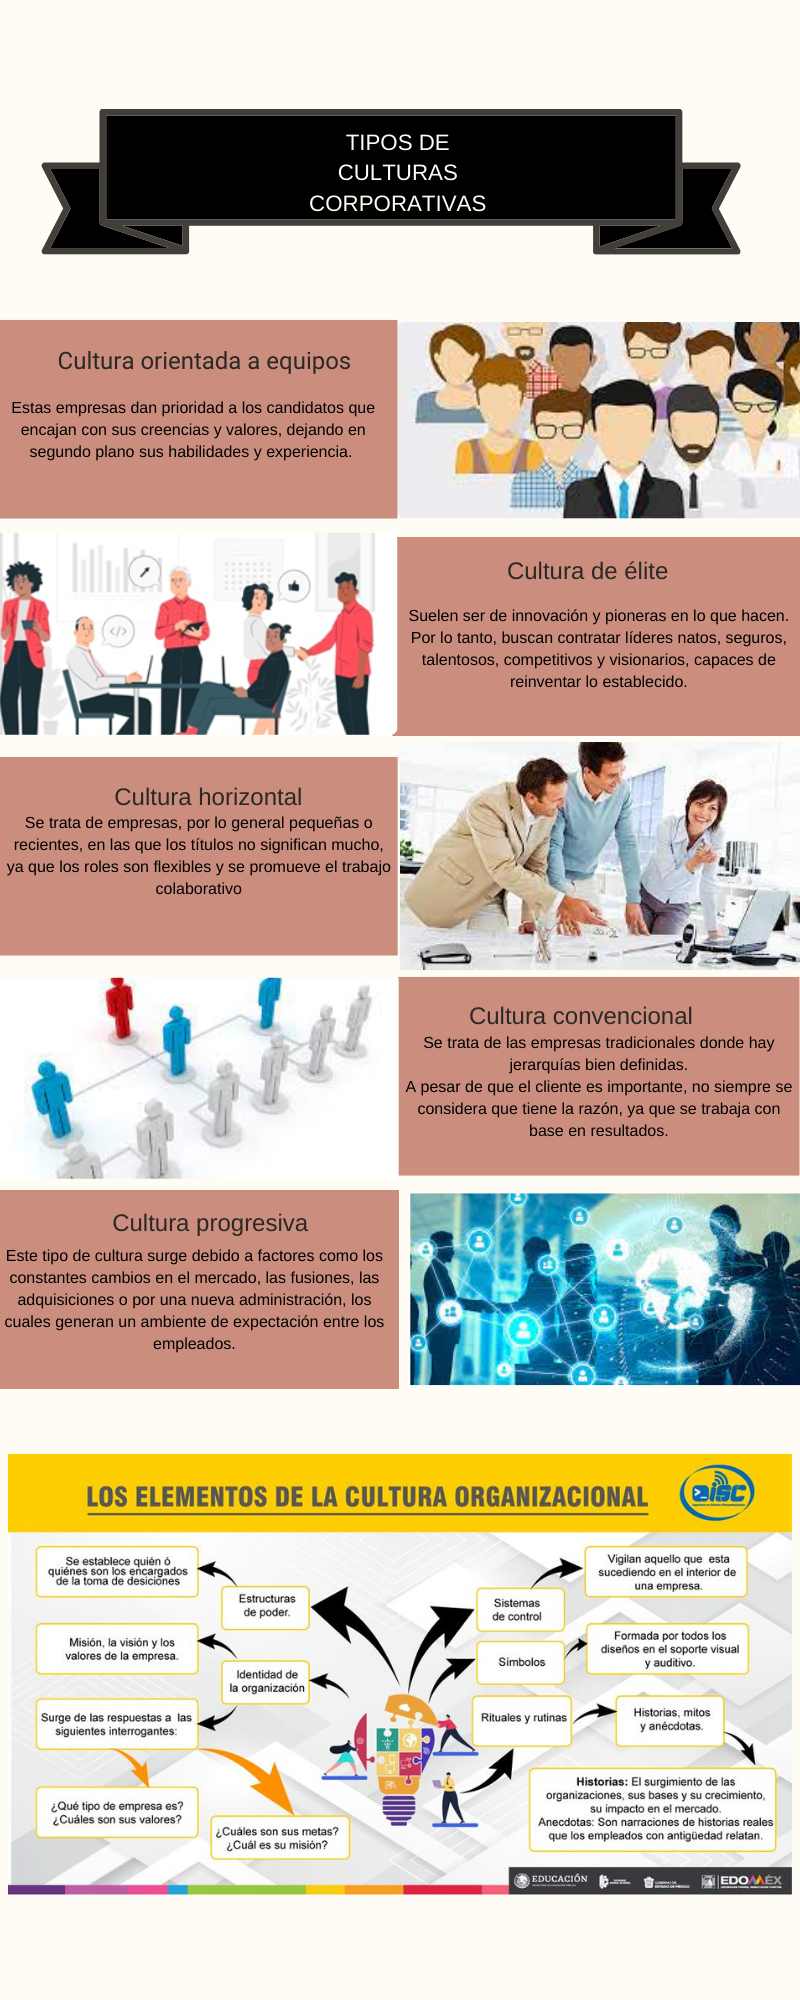 TIPOS DE
CULTURAS
CORPORATIVAS
Cultura orientada a equipos
Estas empresas dan prioridad a los candidatos que
encajan con sus creencias y valores, dejando en
segundo plano sus habilidades y experiencia.
Cultura de élite
Suelen ser de innovación y pioneras en lo que hacen.
Por lo tanto, buscan contratar líderes natos, seguros,
talentosos, competitivos y visionarios, capaces de
reinventar lo establecido.
Cultura horizontal
Se trata de empresas, por lo general pequeñas o
recientes, en las que los títulos no significan mucho,
ya que los roles son flexibles y se promueve el trabajo
colaborativo
Cultura convencional
Se trata de las empresas tradicionales donde hay
jerarquías bien definidas.
A pesar de que el cliente es importante, no siempre se
considera que tiene la razón, ya que se trabaja con
base en resultados.
Cultura progresiva
Este tipo de cultura surge debido a factores como los
constantes cambios en el mercado, las fusiones, las
adquisiciones o por una nueva administración, los
cuales generan un ambiente de expectación entre los
empleados.
LOS ELEMENTOS DE LA CULTURA ORGANIZACIONAL
isc
Se establece quién ó
quiénes son los encargados
de la toma de desiciones
Estructuras
de poder.
Misión, la visión y los
valores de la empresa.
Identidad de
la organización
Surge de las respuestas a las
siguientes interrogantes:
¿Qué tipo de empresa es?
¿Cuáles son sus valores?
¿Cuáles son sus metas?
¿Cuál es su misión?
Sistemas
de control
Vigilan aquello que esta
sucediendo en el interior de
una empresa.
Símbolos
Formada por todos los
diseños en el soporte visual
y auditivo.
Rituales y rutinas
Historias, mitos
y anécdotas.
Historias: El surgimiento de las
organizaciones, sus bases y su crecimiento,
su impacto en el mercado.
Anecdotas: Son narraciones de historias reales
que los empleados con antigüedad relatan.
EDUCACIÓN
EDOMÉX